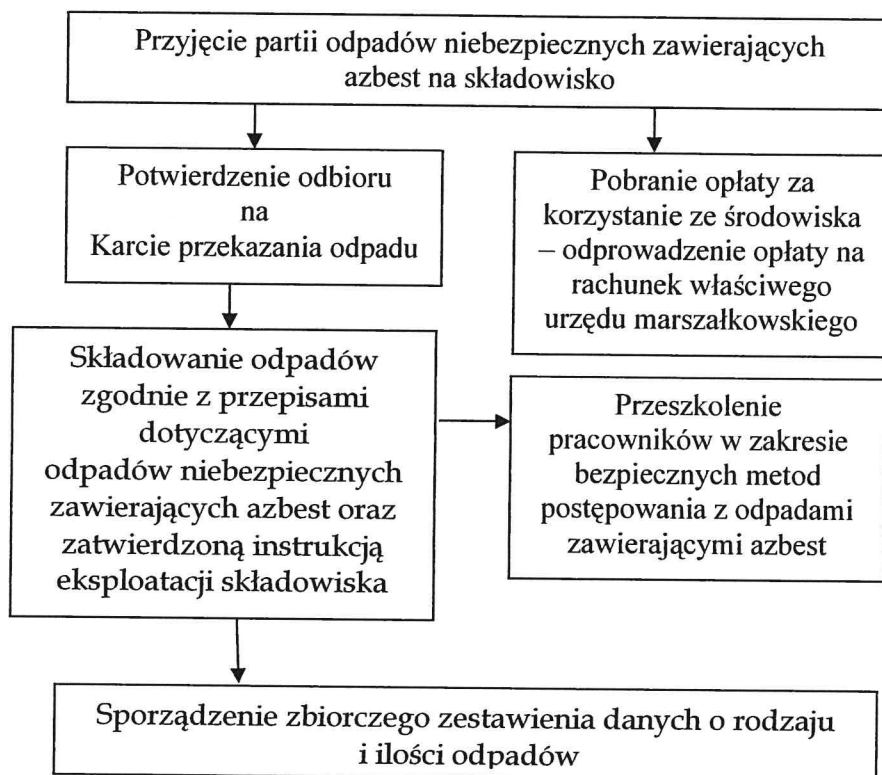 Przyjęcie partii odpadów niebezpiecznych zawierających
azbest na składowisko
Potwierdzenie odbioru
na
Karcie przekazania odpadu
Pobranie opłaty za
korzystanie ze środowiska
– odprowadzenie opłaty na
rachunek właściwego
urzędu marszałkowskiego
Składowanie odpadów
zgodnie z przepisami
dotyczącymi
odpadów niebezpiecznych
zawierających azbest oraz
zatwierdzoną instrukcją
eksploatacji składowiska
Przeszkolenie
pracowników w zakresie
bezpiecznych metod
postępowania z odpadami
zawierającymi azbest
Sporządzenie zbiorczego zestawienia danych o rodzaju
i ilości odpadów